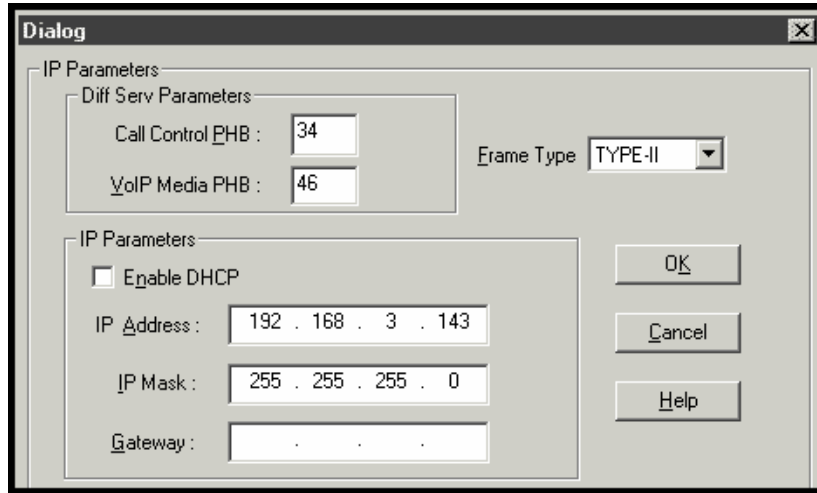 Dialog
IP Parameters
Diff Serv Parameters
Call Control PHB : 34
VoIP Media PHB : 46
Frame Type TYPE-II
IP Parameters
Enable DHCP
IP Address : 192 . 168 . 3 . 143
IP Mask : 255 . 255 . 255 . 0
Gateway : . . .
OK
Cancel
Help